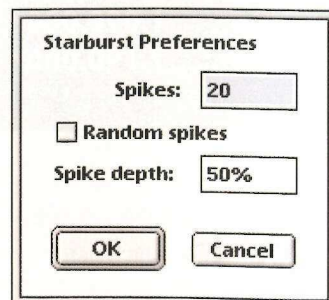 Starburst Preferences
Spikes: 20
Random spikes
Spike depth: 50%
OK Cancel